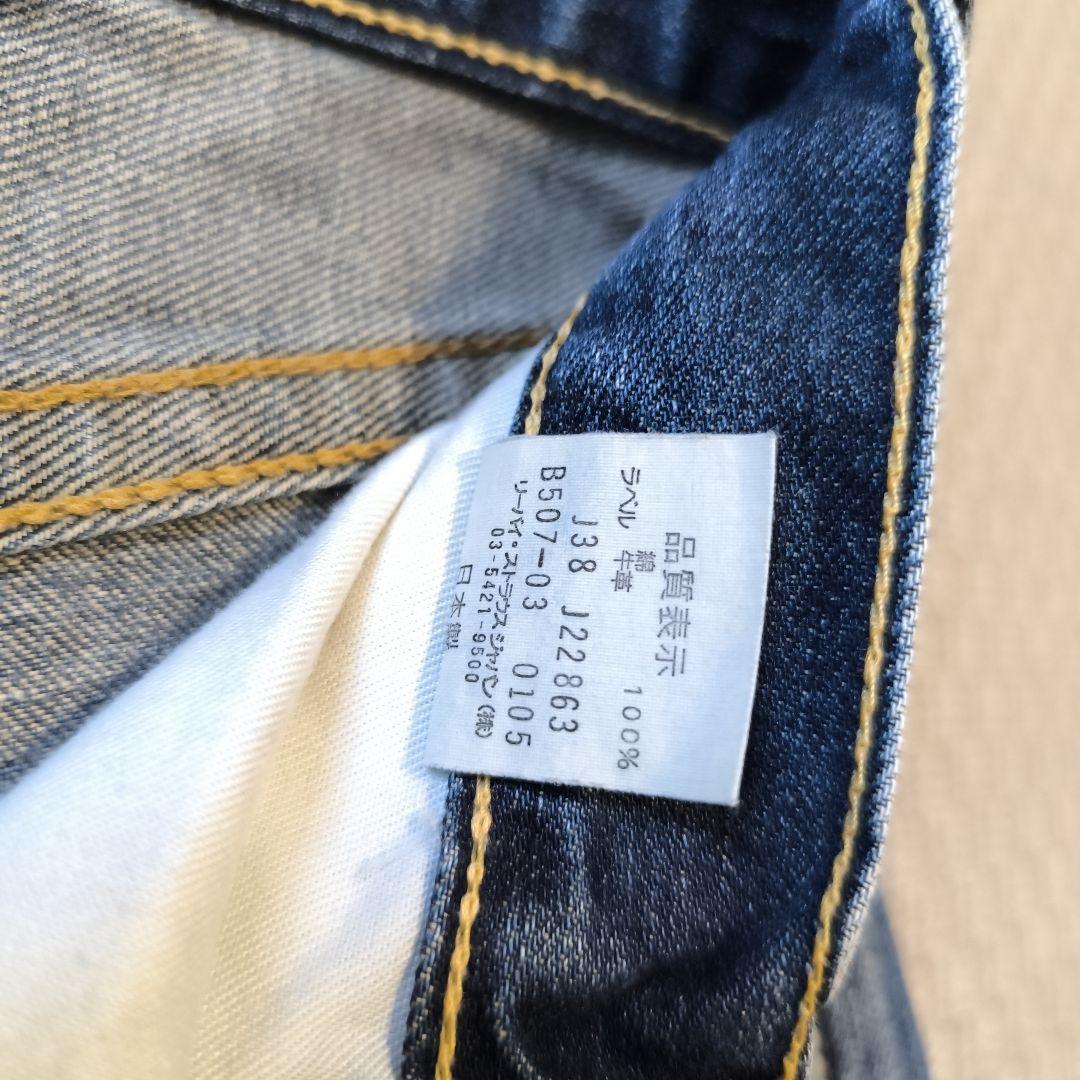 品質表示
綿 100%
ラベル 牛革
J38 J22863
B507-03 0105
リーバイ・ストラウス ジャパン(株)
03-5421-9500
日本製